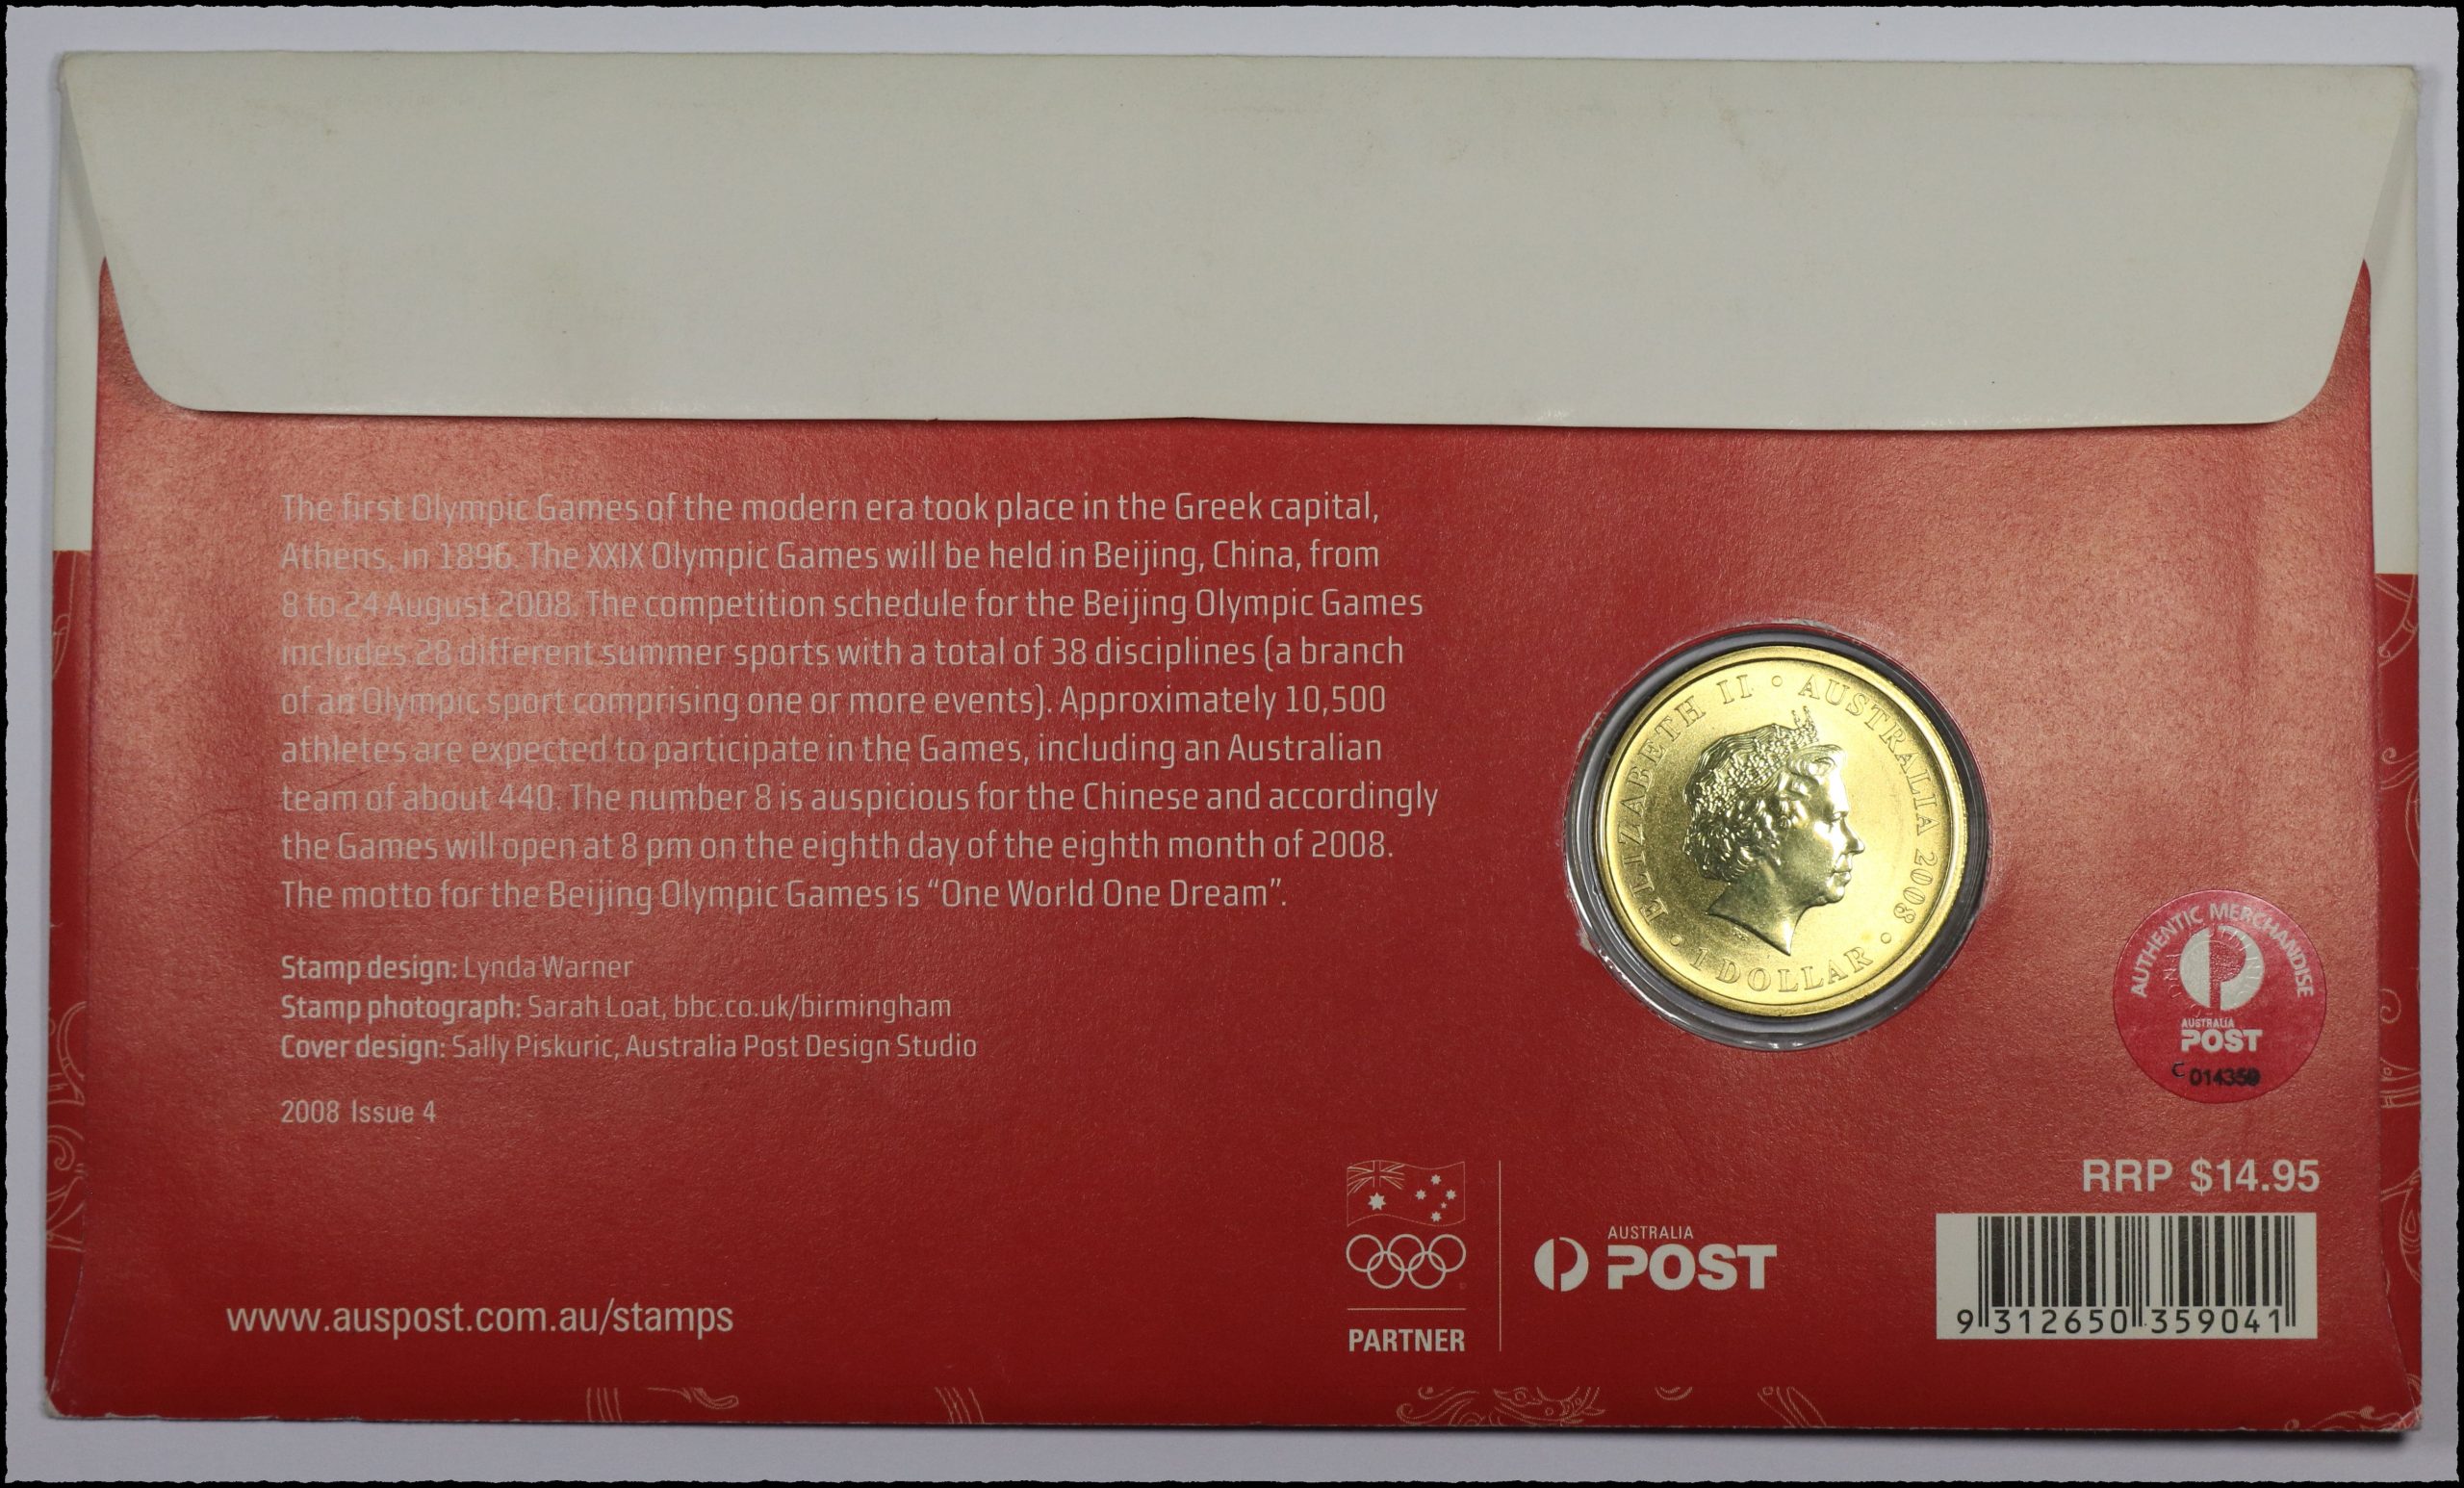 The first Olympic Games of the modern era took place in the Greek capital,
Athens, in 1896. The XXIX Olympic Games will be held in Beijing, China, from
8 to 24 August 2008. The competition schedule for the Beijing Olympic Games
includes 28 different summer sports with a total of 38 disciplines (a branch
of an Olympic sport comprising one or more events). Approximately 10,500
athletes are expected to participate in the Games, including an Australian
team of about 440. The number 8 is auspicious for the Chinese and accordingly
the Games will open at 8 pm on the eighth day of the eighth month of 2008.
The motto for the Beijing Olympic Games is “One World One Dream”.
Stamp design: Lynda Warner
Stamp photograph: Sarah Loat, bbc.co.uk/birmingham
Cover design: Sally Piskuric, Australia Post Design Studio
2008 Issue 4
www.auspost.com.au/stamps
ELIZABETH II • AUSTRALIA 2008
• 1 DOLLAR •
AUTHENTIC MERCHANDISE
AUSTRALIA
POST
PARTNER
AUSTRALIA
POST
RRP $14.95
9 312650 359041